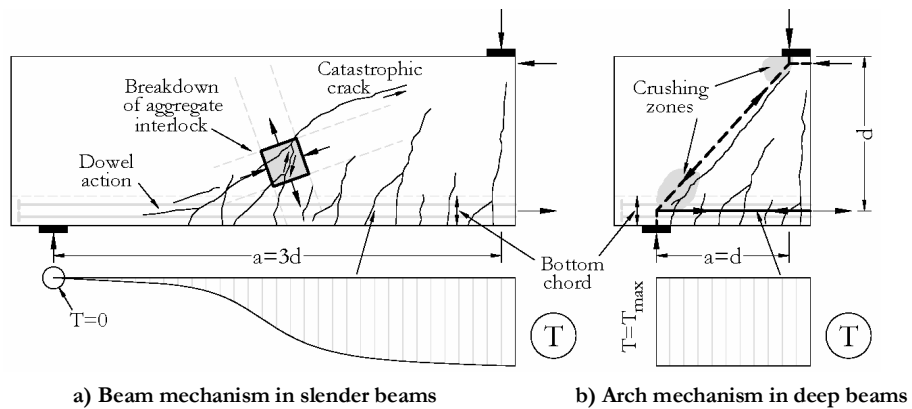 Breakdown
of aggregate
interlock
Catastrophic
crack
Dowel
action
a=3d
T=0
T
Bottom
chord
Crushing
zones
d
a=d
T=Tmax
T
a) Beam mechanism in slender beams
b) Arch mechanism in deep beams